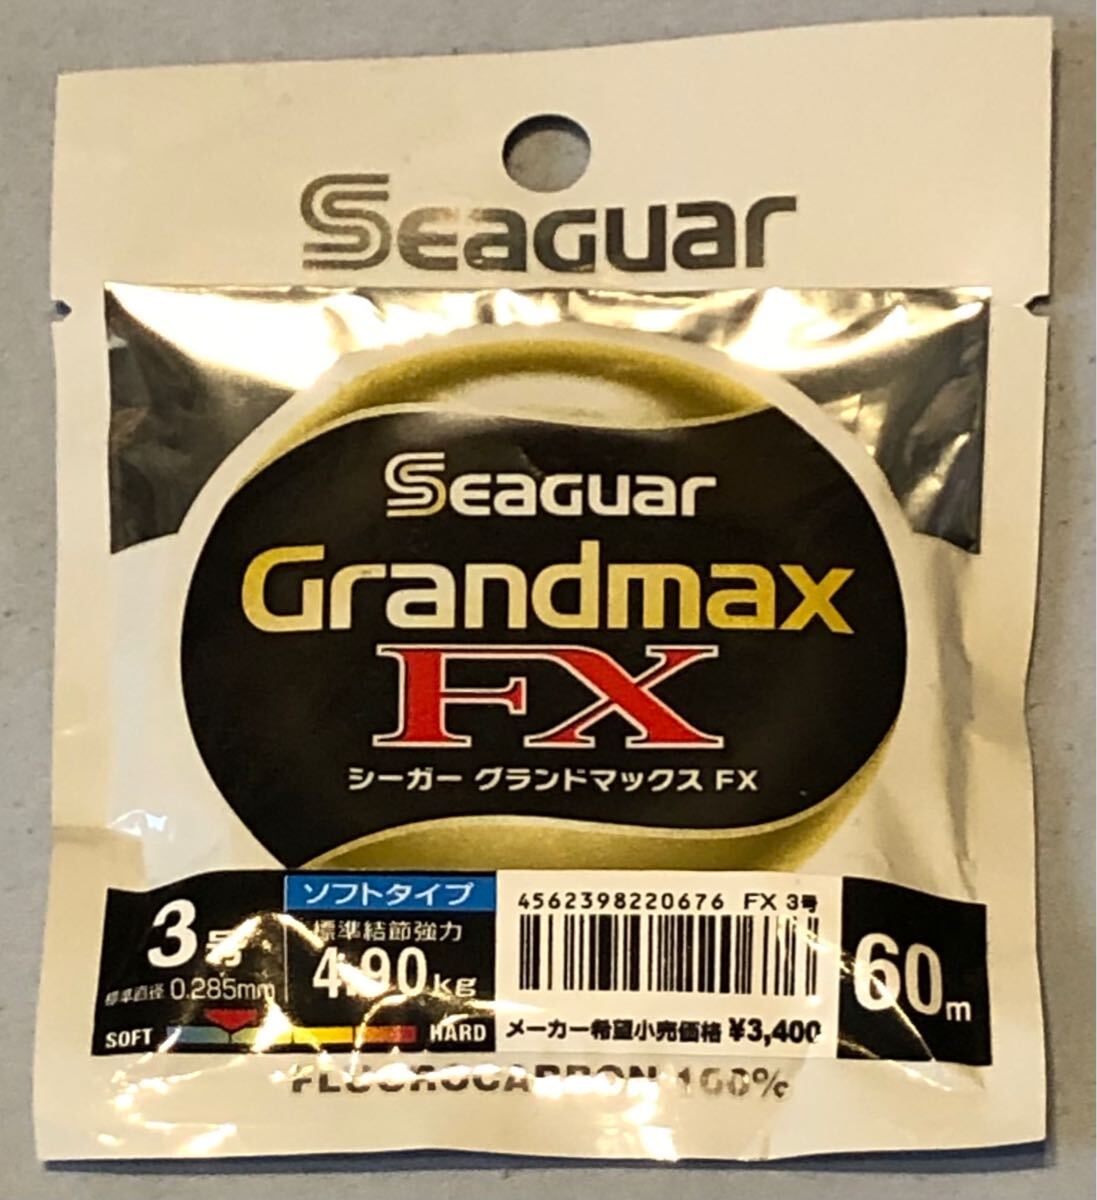 Seaguar
Seaguar
Grandmax
FX
シーガー グランドマックス FX
3号
標準直径 0.285mm
SOFT HARD
ソフトタイプ
標準結節強力
4.90kg
4562398220676 FX 3号
メーカー希望小売価格 ¥3,400
60m
FLUOROCARBON 100%